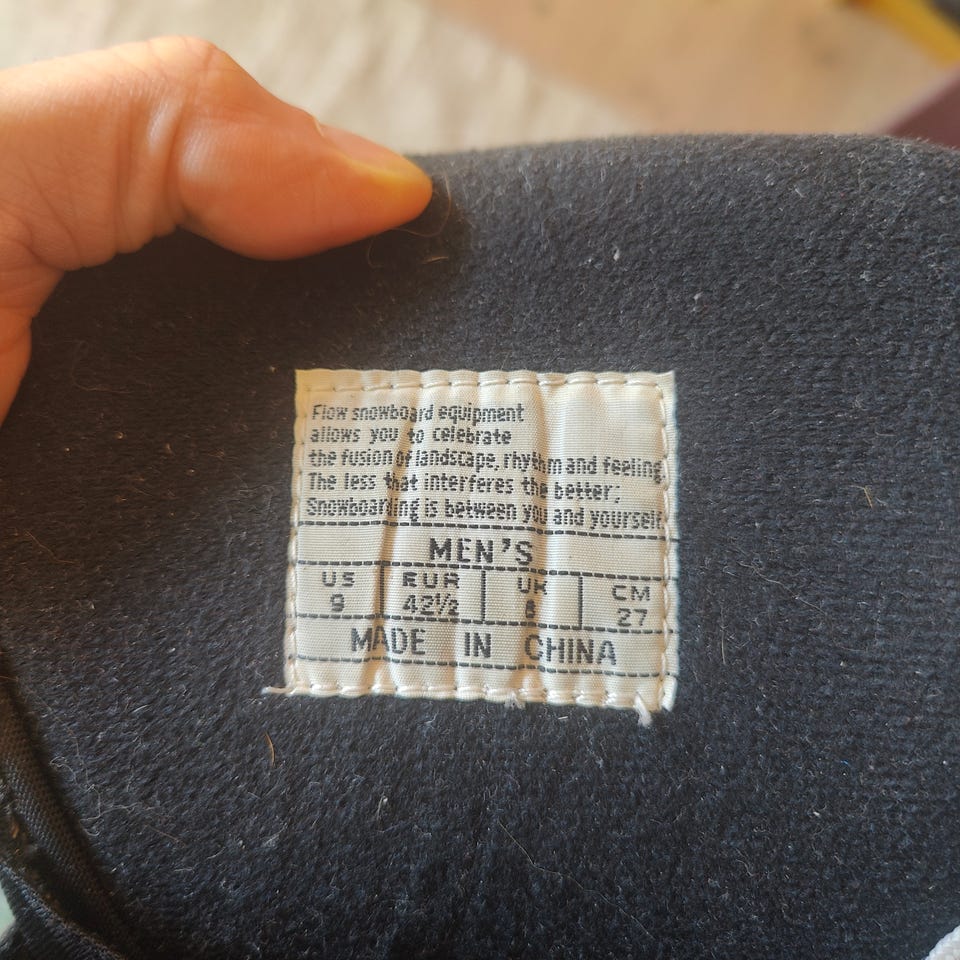 Flow snowboard equipment
allows you to celebrate
the fusion of landscape, rhythm and feeling
The less that interferes the better;
Snowboarding is between you and yourself
MEN'S
US EUR UK CM
9 42½ 8 27
MADE IN CHINA